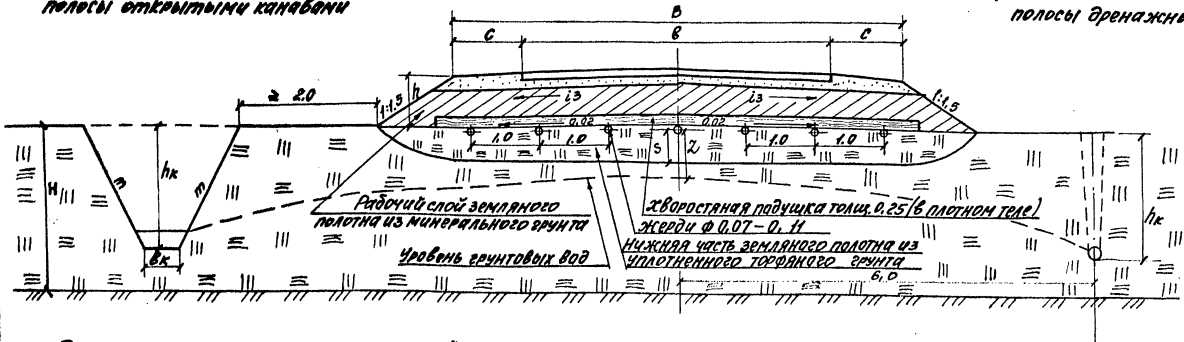 полосы открытыми канавами
полосы дренажны
B
c
в
c
≥ 2.0
1:1.5
h
iз
iз
1:1.5
0.02
0.02
1.0
1.0
S
Z
1.0
1.0
H
m
hк
m
вк
hк
Рабочий слой земляного
полотна из минерального грунта
Уровень грунтовых вод
Хворостяная подушка толщ. 0.25 (в плотном теле)
жерди ф 0.07-0.11
Нижняя часть земляного полотна из
уплотненного торфяного грунта
6,0